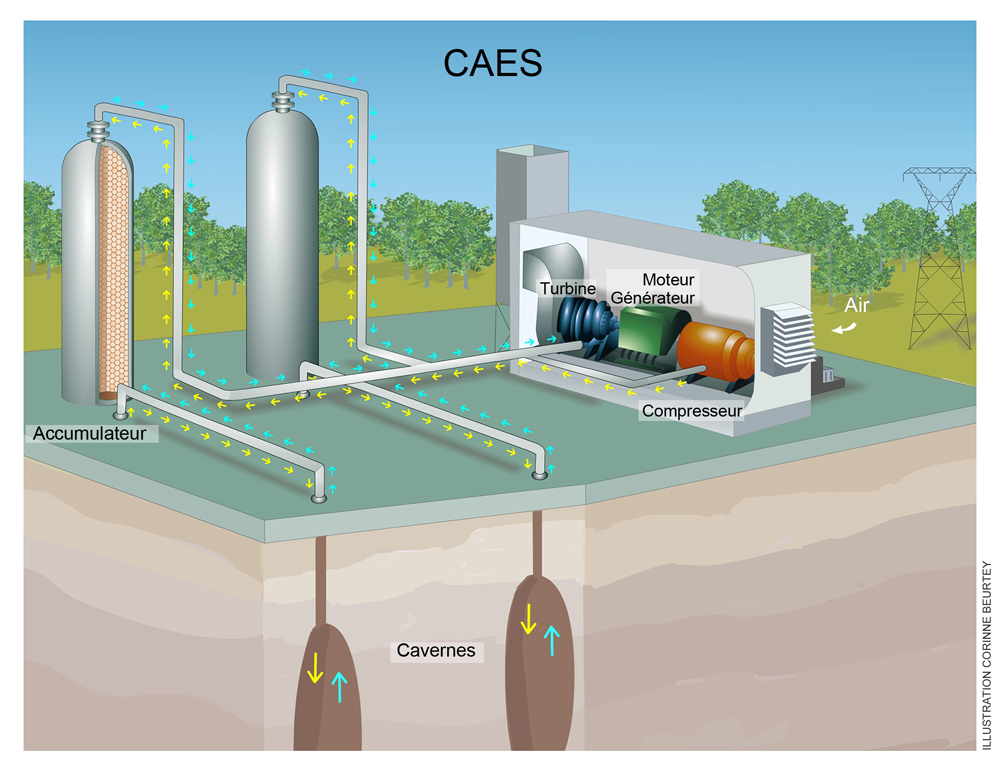 CAES
Turbine
Moteur
Générateur
Air
Compresseur
Accumulateur
Cavernes
ILLUSTRATION CORINNE BEURTEY